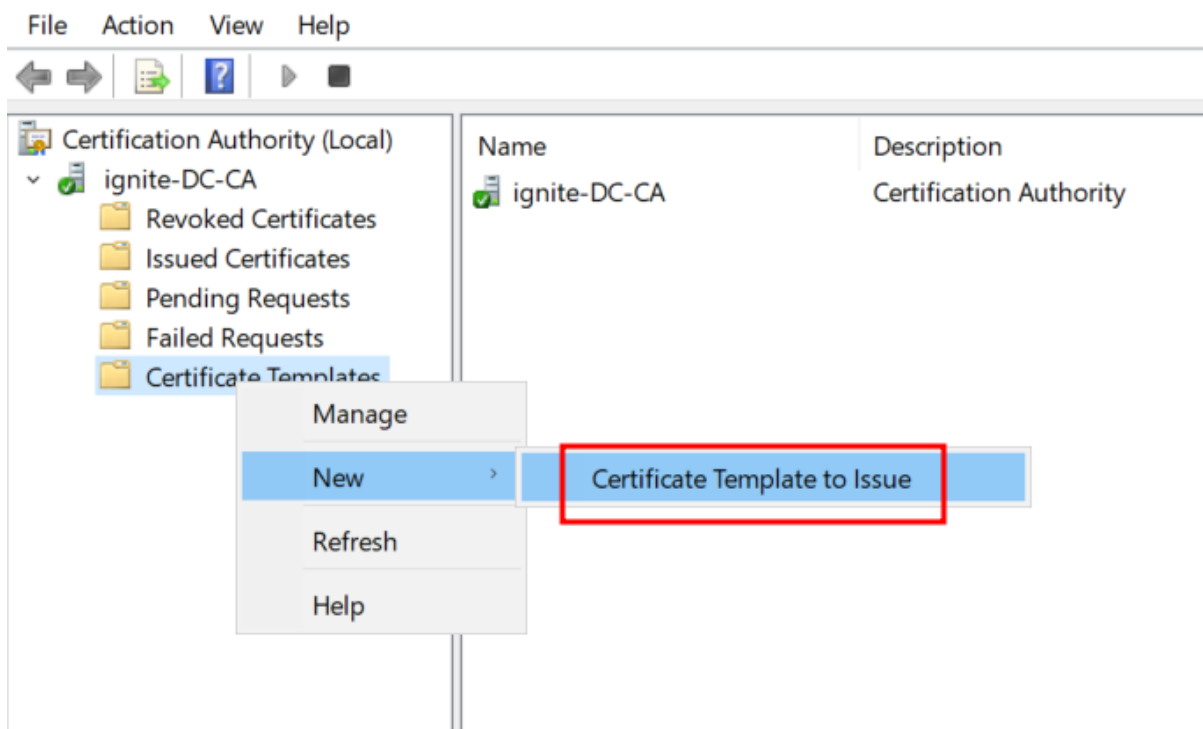 File Action View Help
Certification Authority (Local)
ignite-DC-CA
Revoked Certificates
Issued Certificates
Pending Requests
Failed Requests
Certificate Templates
Name Description
ignite-DC-CA Certification Authority
Manage
New
Certificate Template to Issue
Refresh
Help